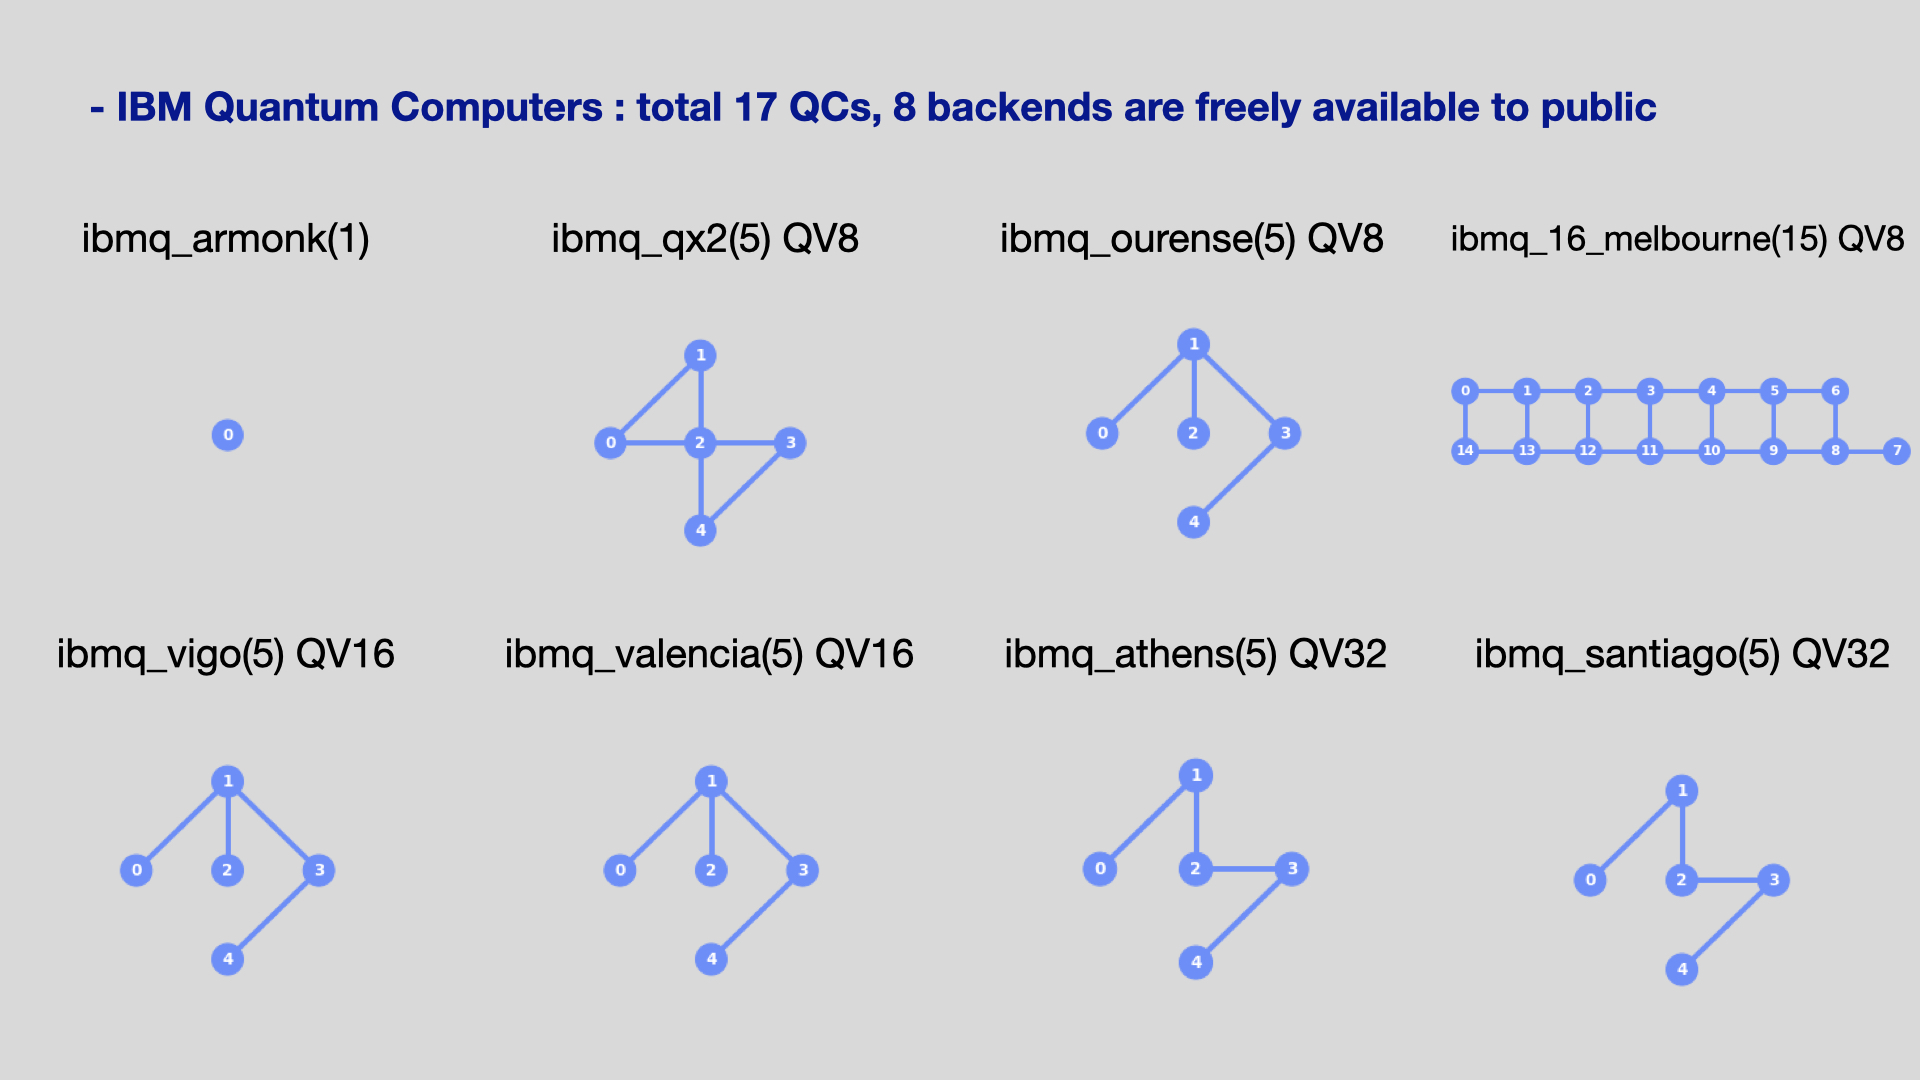 - IBM Quantum Computers : total 17 QCs, 8 backends are freely available to public
ibmq_armonk(1)
ibmq_qx2(5) QV8
ibmq_ourense(5) QV8
ibmq_16_melbourne(15) QV8
0
1
0 2 3
4
1
0 2 3
4
0 1 2 3 4 5 6
14 13 12 11 10 9 8 7
ibmq_vigo(5) QV16
ibmq_valencia(5) QV16
ibmq_athens(5) QV32
ibmq_santiago(5) QV32
1
0 2 3
4
1
0 2 3
4
1
0 2 3
4
1
0 2 3
4